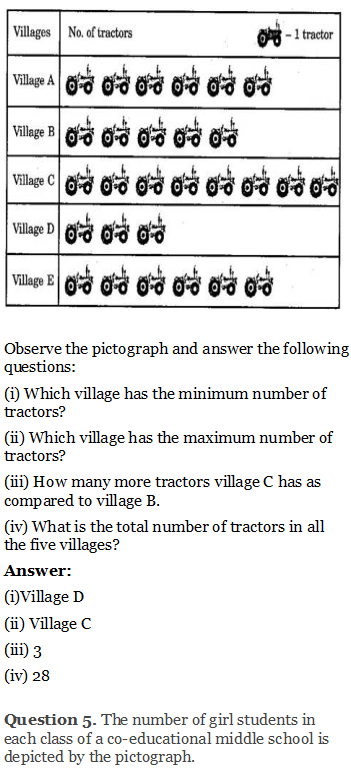 Villages No. of tractors – 1 tractor
Village A
Village B
Village C
Village D
Village E
Observe the pictograph and answer the following
questions:
(i) Which village has the minimum number of
tractors?
(ii) Which village has the maximum number of
tractors?
(iii) How many more tractors village C has as
compared to village B.
(iv) What is the total number of tractors in all
the five villages?
Answer:
(i)Village D
(ii) Village C
(iii) 3
(iv) 28
Question 5. The number of girl students in
each class of a co-educational middle school is
depicted by the pictograph.